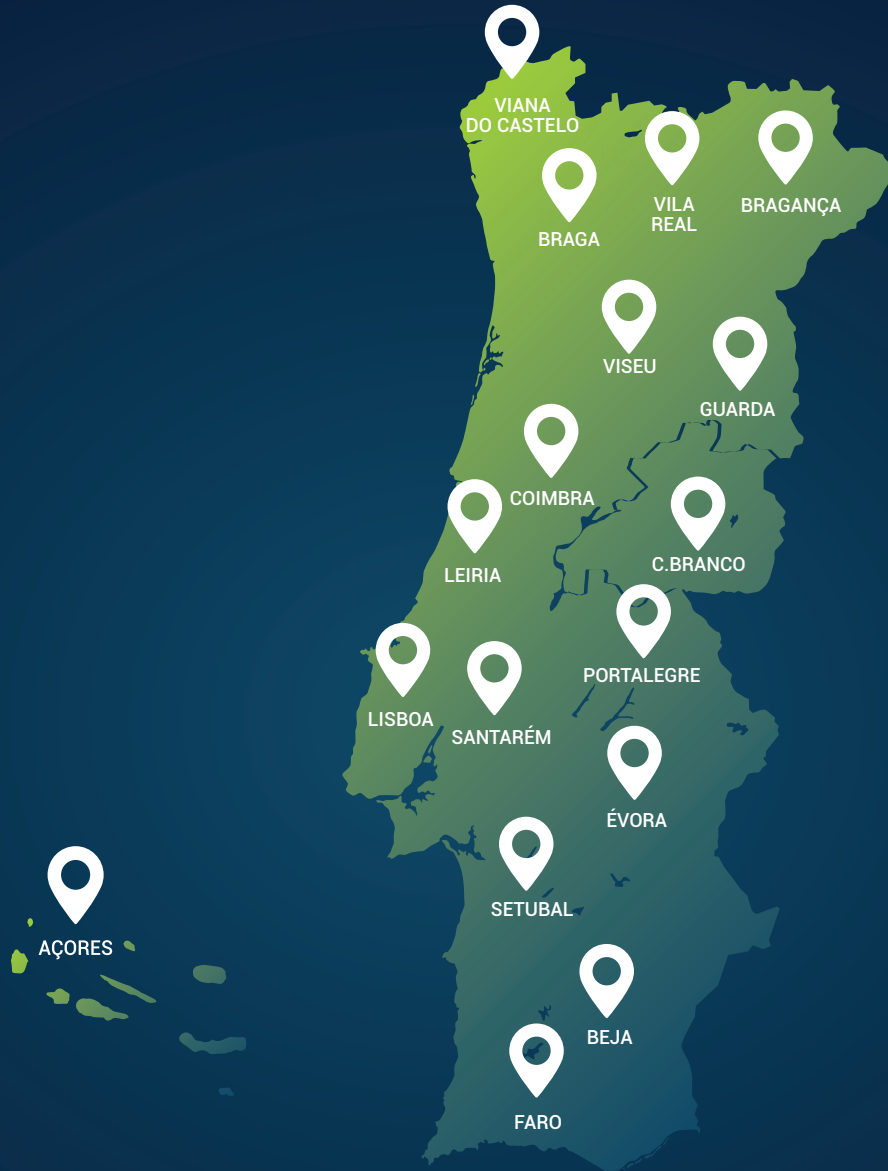 VIANA
DO CASTELO
VILA
REAL
BRAGANÇA
BRAGA
VISEU
GUARDA
COIMBRA
C.BRANCO
LEIRIA
PORTALEGRE
LISBOA
SANTARÉM
ÉVORA
SETUBAL
AÇORES
BEJA
FARO